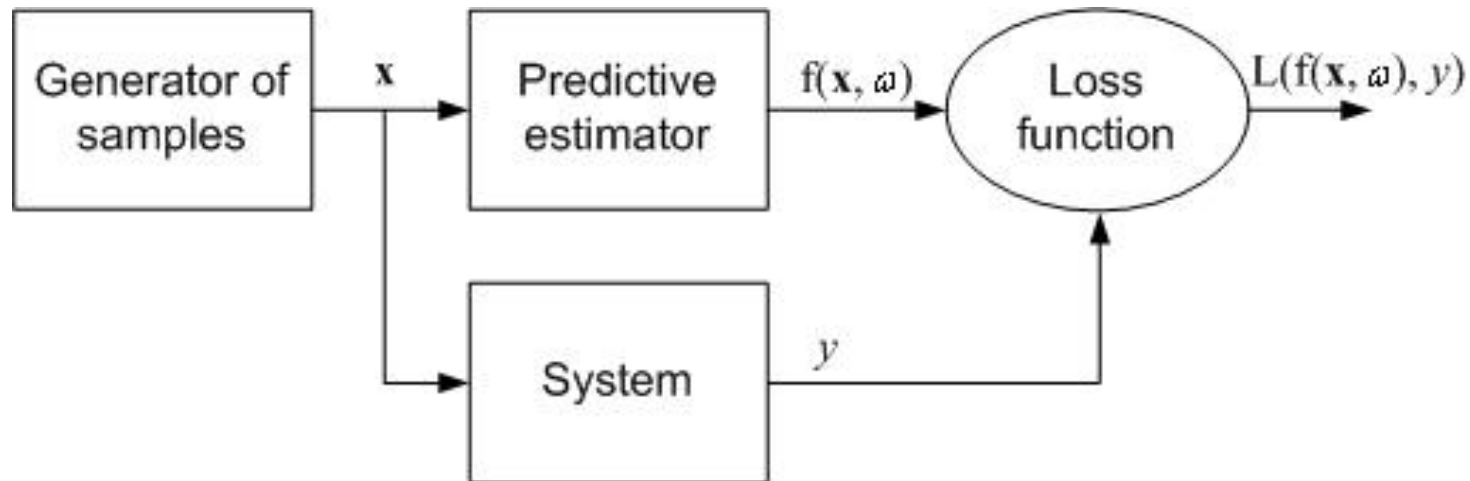 Generator of
samples
x
Predictive
estimator
f(x, ω)
Loss
function
L(f(x, ω), y)
System
y